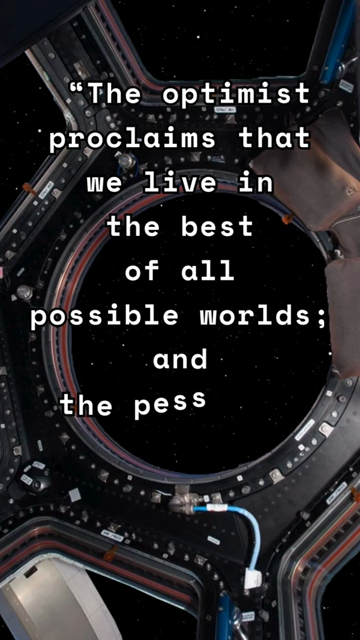 “The optimist
proclaims that
we live in
the best
of all
possible worlds;
and
the pess